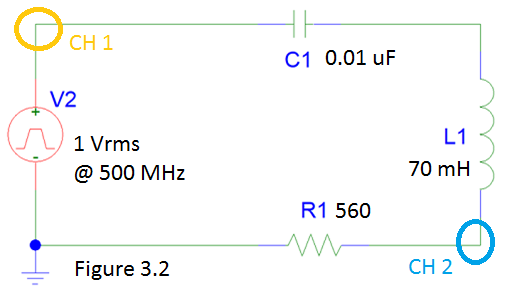 CH 1
C1 0.01 uF
V2
1 Vrms
@ 500 MHz
L1
70 mH
R1 560
CH 2
Figure 3.2